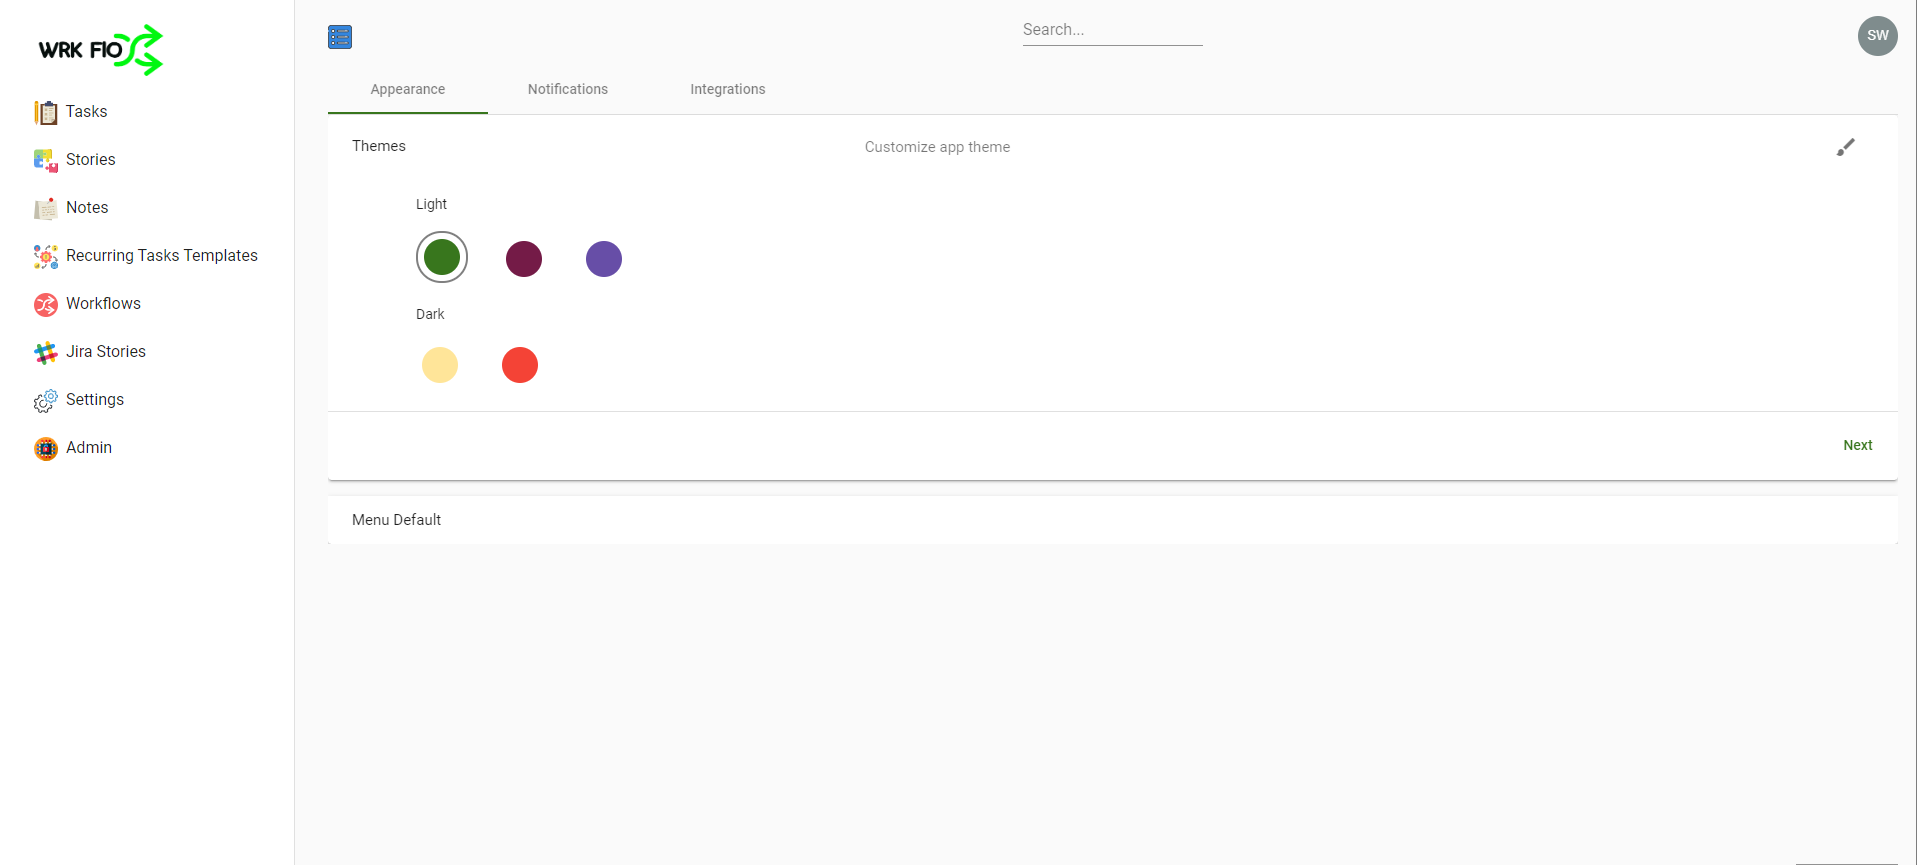 WRK FlO
Search...
SW
Tasks
Stories
Notes
Recurring Tasks Templates
Workflows
Jira Stories
Settings
Admin
Appearance
Notifications
Integrations
Themes
Customize app theme
Light
Dark
Next
Menu Default